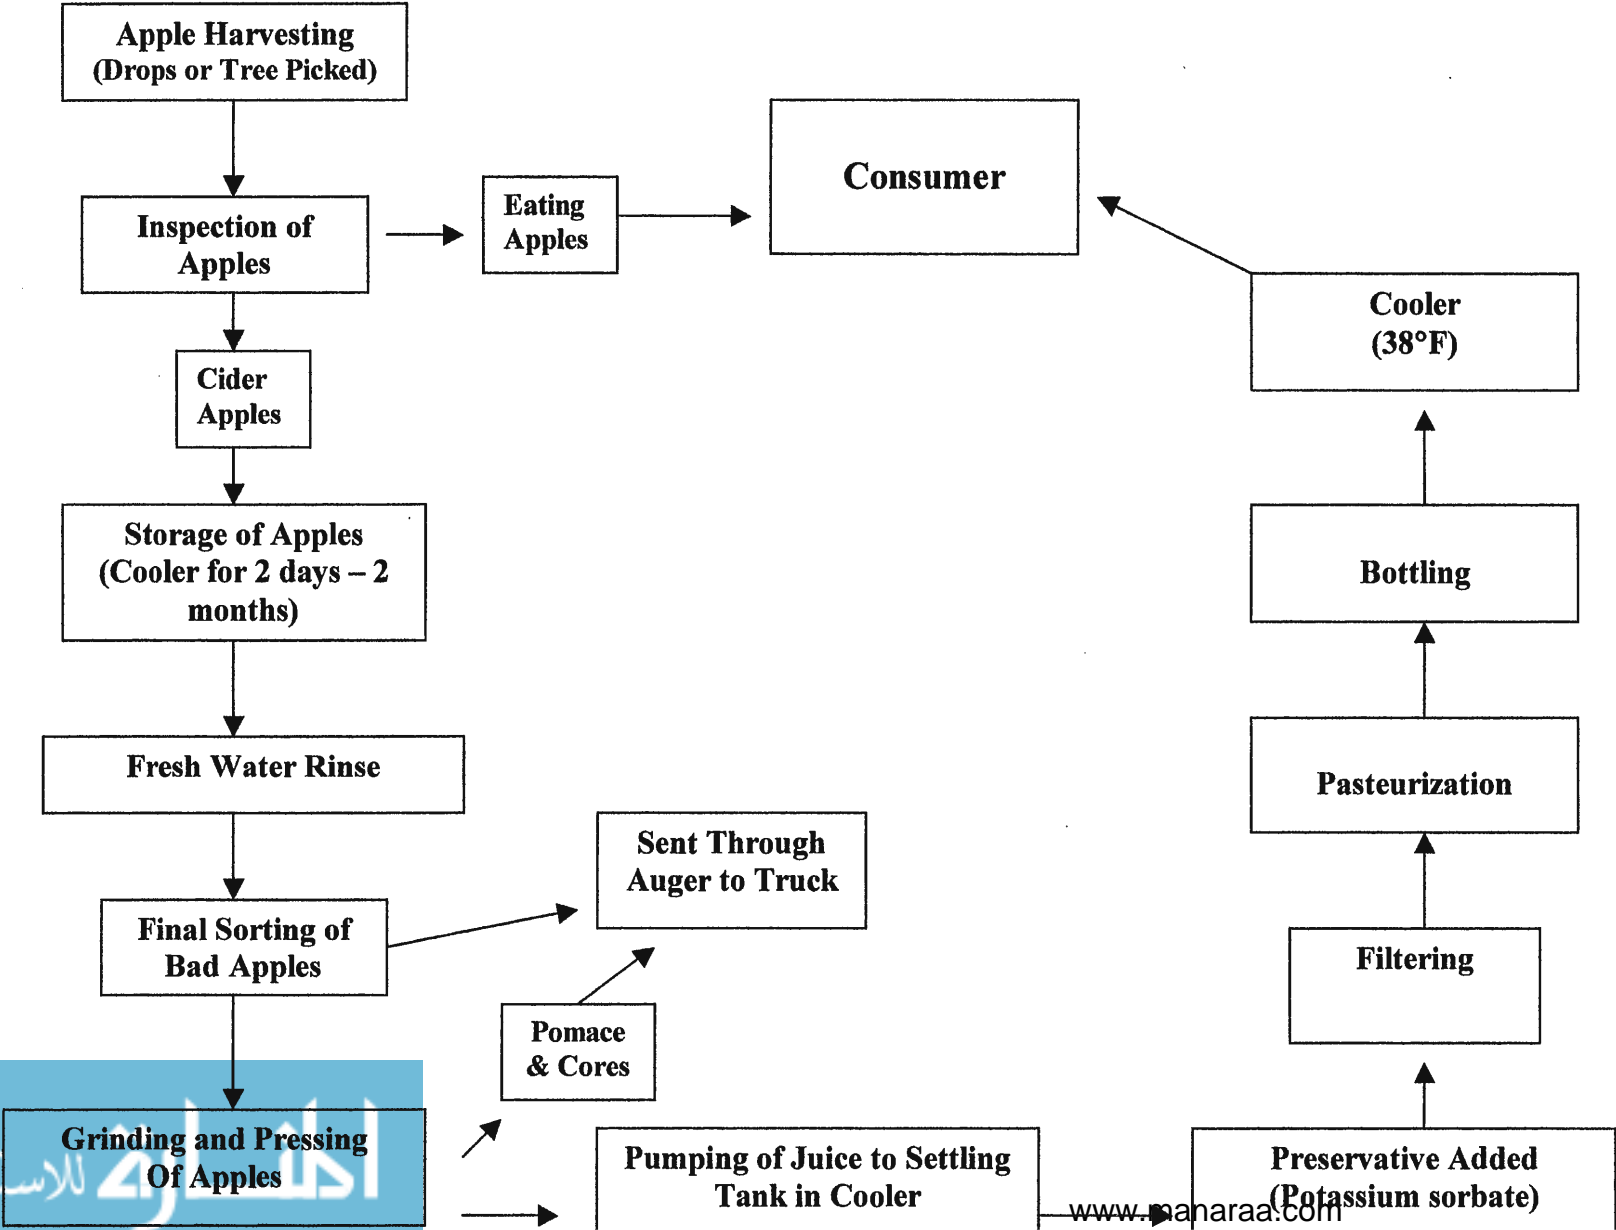 Apple Harvesting
(Drops or Tree Picked)
Inspection of
Apples
Eating
Apples
Consumer
Cider
Apples
Cooler
(38°F)
Storage of Apples
(Cooler for 2 days – 2
months)
Bottling
Fresh Water Rinse
Pasteurization
Sent Through
Auger to Truck
Final Sorting of
Bad Apples
Filtering
Pomace
& Cores
Grinding and Pressing
Of Apples
Pumping of Juice to Settling
Tank in Cooler
Preservative Added
(Potassium sorbate)
www.manaraa.com